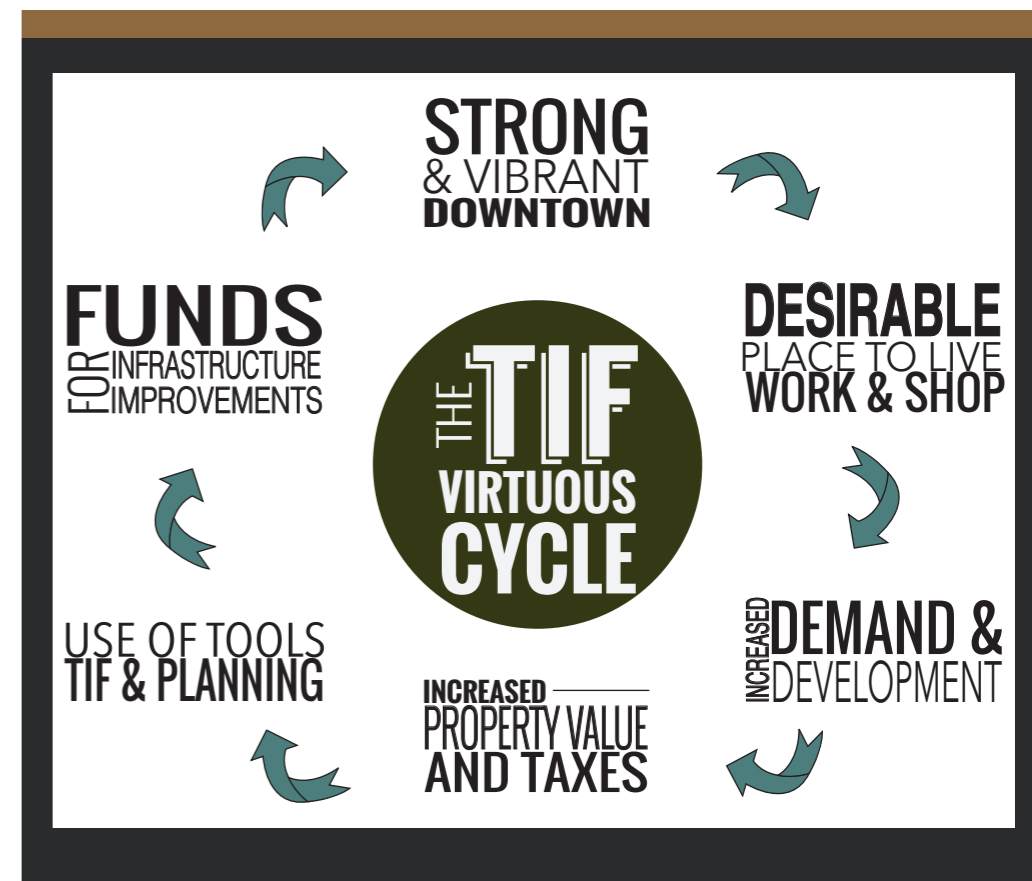 STRONG
& VIBRANT
DOWNTOWN
DESIRABLE
PLACE TO LIVE
WORK & SHOP
INCREASED
DEMAND &
DEVELOPMENT
INCREASED
PROPERTY VALUE
AND TAXES
USE OF TOOLS
TIF & PLANNING
FUNDS
FOR
INFRASTRUCTURE
IMPROVEMENTS
THE
TIF
VIRTUOUS
CYCLE